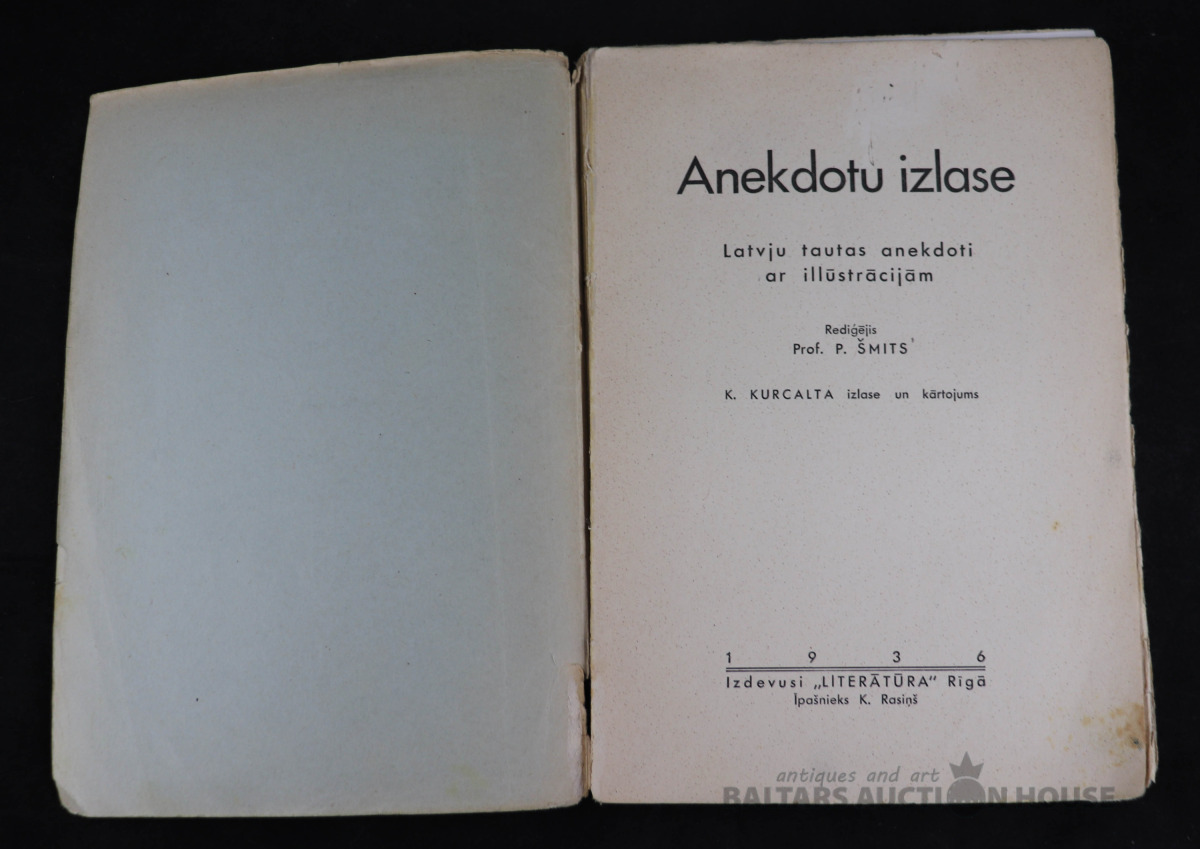 Anekdotu izlase
Latvju tautas anekdoti
ar illūstrācijām
Rediģējis
Prof. P. ŠMITS
K. KURCALTA izlase un kārtojums
1 9 3 6
Izdevusi „LITERĀTŪRA" Rīgā
Īpašnieks K. Rasiņš
antiques and art
BALTARS AUCTION HOUSE